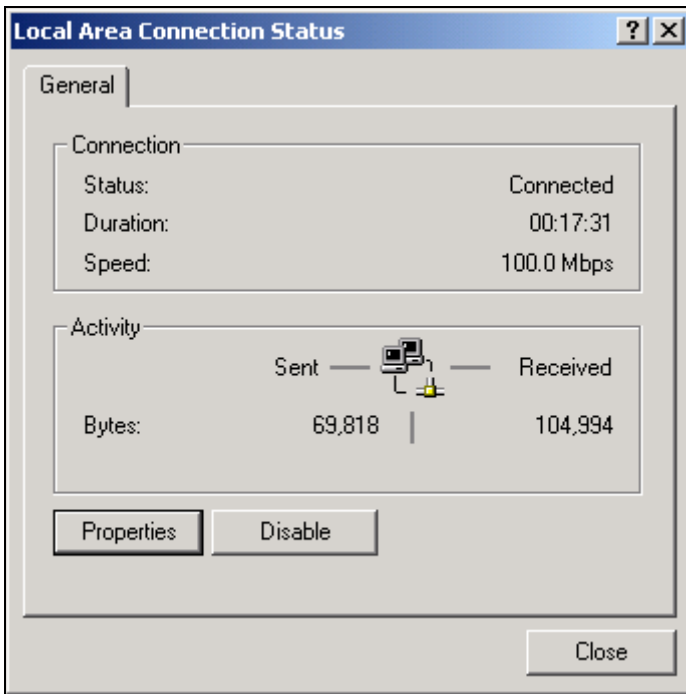 Local Area Connection Status
General
Connection
Status: Connected
Duration: 00:17:31
Speed: 100.0 Mbps
Activity
Sent Received
Bytes: 69,818 104,994
Properties Disable
Close